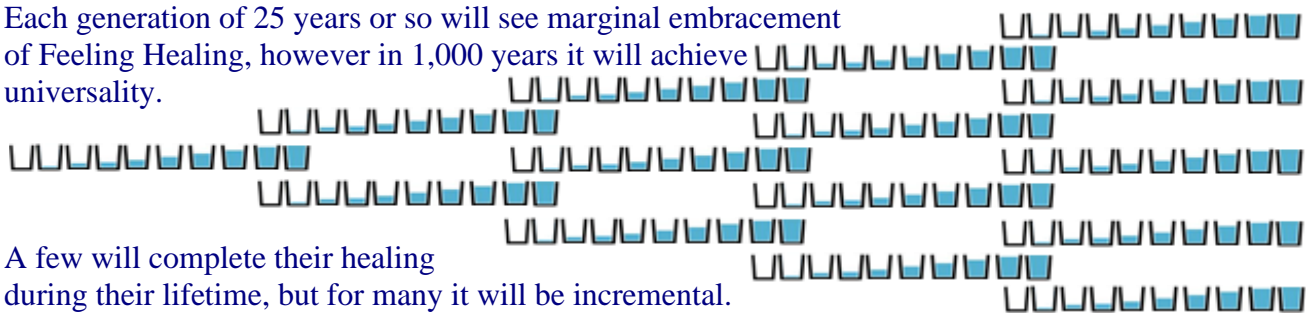 Each generation of 25 years or so will see marginal embracement
of Feeling Healing, however in 1,000 years it will achieve
universality.
A few will complete their healing
during their lifetime, but for many it will be incremental.